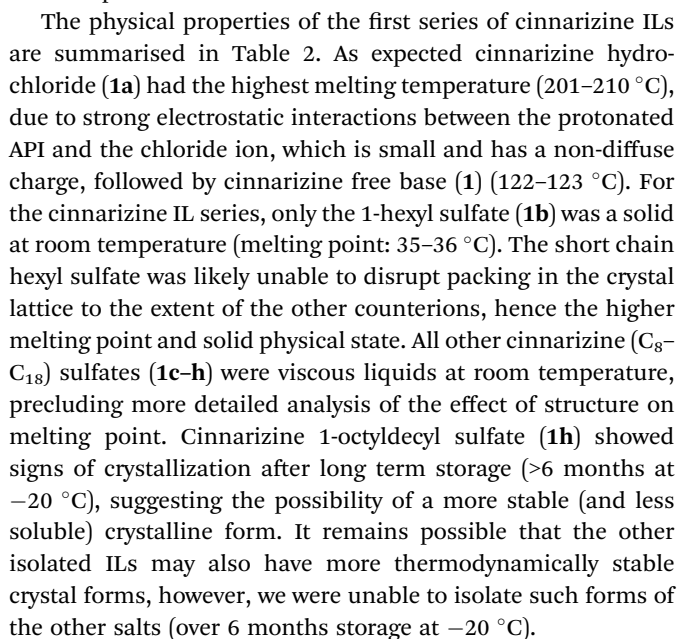 The physical properties of the first series of cinnarizine ILs
are summarised in Table 2. As expected cinnarizine hydro-
chloride (1a) had the highest melting temperature (201–210 °C),
due to strong electrostatic interactions between the protonated
API and the chloride ion, which is small and has a non-diffuse
charge, followed by cinnarizine free base (1) (122–123 °C). For
the cinnarizine IL series, only the 1-hexyl sulfate (1b) was a solid
at room temperature (melting point: 35–36 °C). The short chain
hexyl sulfate was likely unable to disrupt packing in the crystal
lattice to the extent of the other counterions, hence the higher
melting point and solid physical state. All other cinnarizine (C₈–
C₁₈) sulfates (1c–h) were viscous liquids at room temperature,
precluding more detailed analysis of the effect of structure on
melting point. Cinnarizine 1-octyldecyl sulfate (1h) showed
signs of crystallization after long term storage (>6 months at
−20 °C), suggesting the possibility of a more stable (and less
soluble) crystalline form. It remains possible that the other
isolated ILs may also have more thermodynamically stable
crystal forms, however, we were unable to isolate such forms of
the other salts (over 6 months storage at −20 °C).